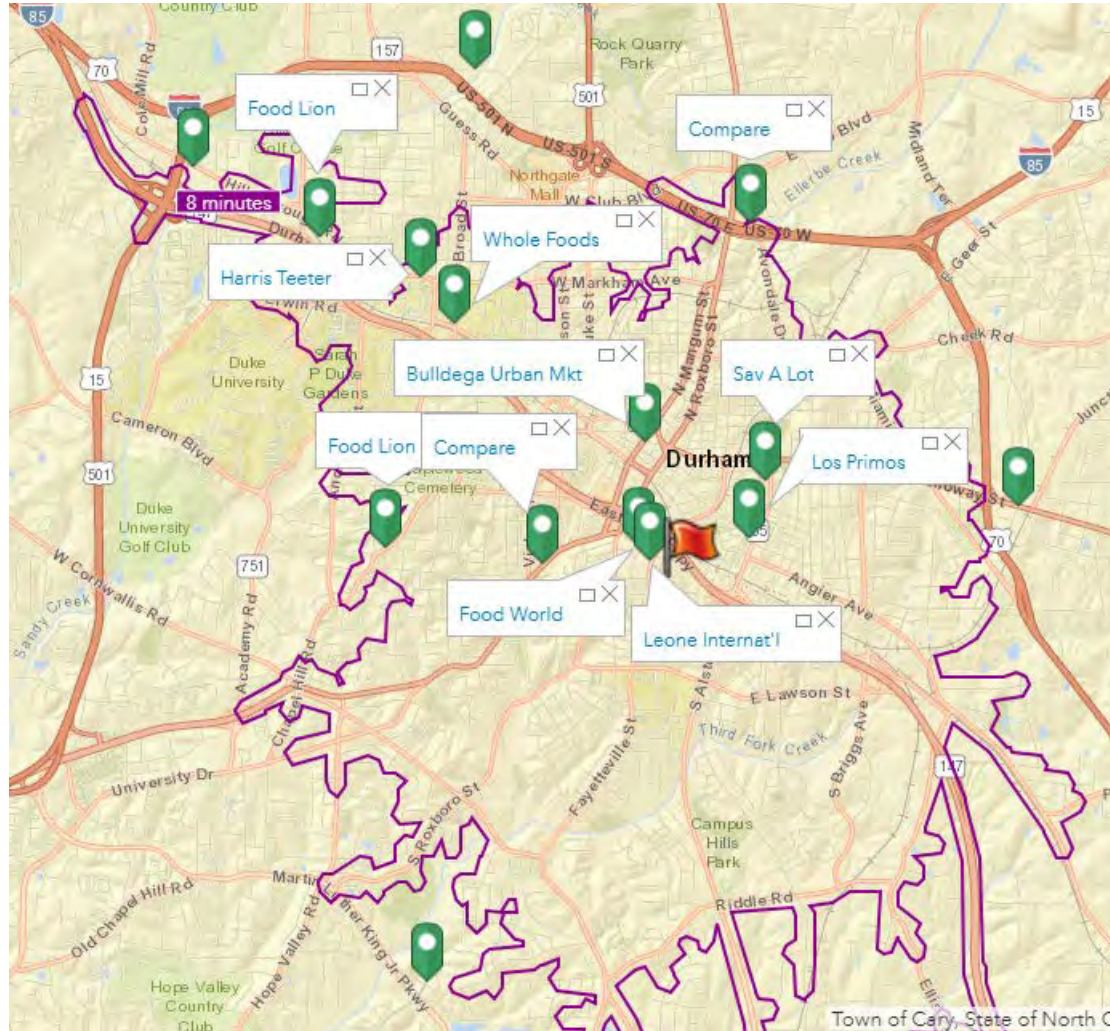 Country Club
85
157
Rock Quarry
Park
70
501
15
Cole Mill Rd
Food Lion
Guess Rd
US-501 N
US-501 S
Compare
Ellerbe Creek
Midland Ter
85
Northgate
Mall
W Club Blvd
8 minutes
US-70 E
US-70 W
Geer St
Broad St
Whole Foods
Harris Teeter
W Markham Ave
Erwin Rd
Avondale Dr
Cheek Rd
Duke
University
Sarah
P Duke
Gardens
N Mangum St
N Roxboro St
15
Bulldega Urban Mkt
Sav A Lot
Cameron Blvd
501
Food Lion
Compare
Cemetery
Durham
Los Primos
Duke
University
Golf Club
70
W Cornwallis Rd
751
Sandy Creek
Angier Ave
Food World
Leone Internat'l
Academy Rd
Chapel Hill Rd
E Lawson St
Third Fork Creek
Fayetteville St
S Briggs Ave
University Dr
147
S Roxboro St
Campus
Hills
Park
Old Chapel Hill Rd
Martin Luther King Jr Pkwy
Riddle Rd
Hope Valley Rd
Hope Valley
Country
Club
Town of Cary, State of North C